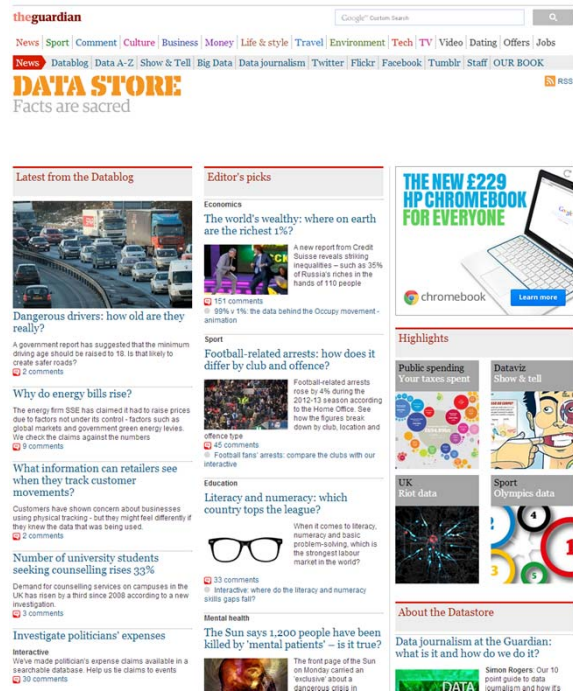 theguardian
Google™ Custom Search
News Sport Comment Culture Business Money Life & style Travel Environment Tech TV Video Dating Offers Jobs
News Datablog Data A-Z Show & Tell Big Data Data journalism Twitter Flickr Facebook Tumblr Staff OUR BOOK
DATA STORE
Facts are sacred
RSS
Latest from the Datablog
Dangerous drivers: how old are they
really?
A government report has suggested that the minimum
driving age should be raised to 18. Is that likely to
create safer roads?
2 comments
Why do energy bills rise?
The energy firm SSE has claimed it had to raise prices
due to factors not under its control - factors such as
global markets and government green energy levies.
We check the claims against the numbers
9 comments
What information can retailers see
when they track customer
movements?
Customers have shown concern about businesses
using physical tracking - but they might feel differently if
they knew the data that was being used.
2 comments
Number of university students
seeking counselling rises 33%
Demand for counselling services on campuses in the
UK has risen by a third since 2008 according to a new
investigation.
3 comments
Investigate politicians' expenses
Interactive
We've made politician's expense claims available in a
searchable database. Help us tie claims to events
30 comments
Editor's picks
Economics
The world's wealthy: where on earth
are the richest 1%?
A new report from Credit
Suisse reveals striking
inequalities – such as 35%
of Russia's riches in the
hands of 110 people
151 comments
99% v 1%: the data behind the Occupy movement -
animation
Sport
Football-related arrests: how does it
differ by club and offence?
Football-related arrests
rose by 4% during the
2012-13 season according
to the Home Office. See
how the figures break
down by club, location and
offence type
45 comments
Football fans' arrests: compare the clubs with our
interactive
Education
Literacy and numeracy: which
country tops the league?
When it comes to literacy,
numeracy and basic
problem-solving, which is
the strongest labour
market in the world?
33 comments
Interactive: where do the literacy and numeracy
skills gaps fall?
Mental health
The Sun says 1,200 people have been
killed by 'mental patients' – is it true?
The front page of the Sun
on Monday carried an
'exclusive' about a
dangerous crisis in
THE NEW £229
HP CHROMEBOOK
FOR EVERYONE
chromebook
Learn more
Highlights
Public spending
Your taxes spent
Dataviz
Show & tell
UK
Riot data
Sport
Olympics data
4
1
3
5
About the Datastore
Data journalism at the Guardian:
what is it and how do we do it?
DATA
Simon Rogers: Our 10
point guide to data
journalism and how it's